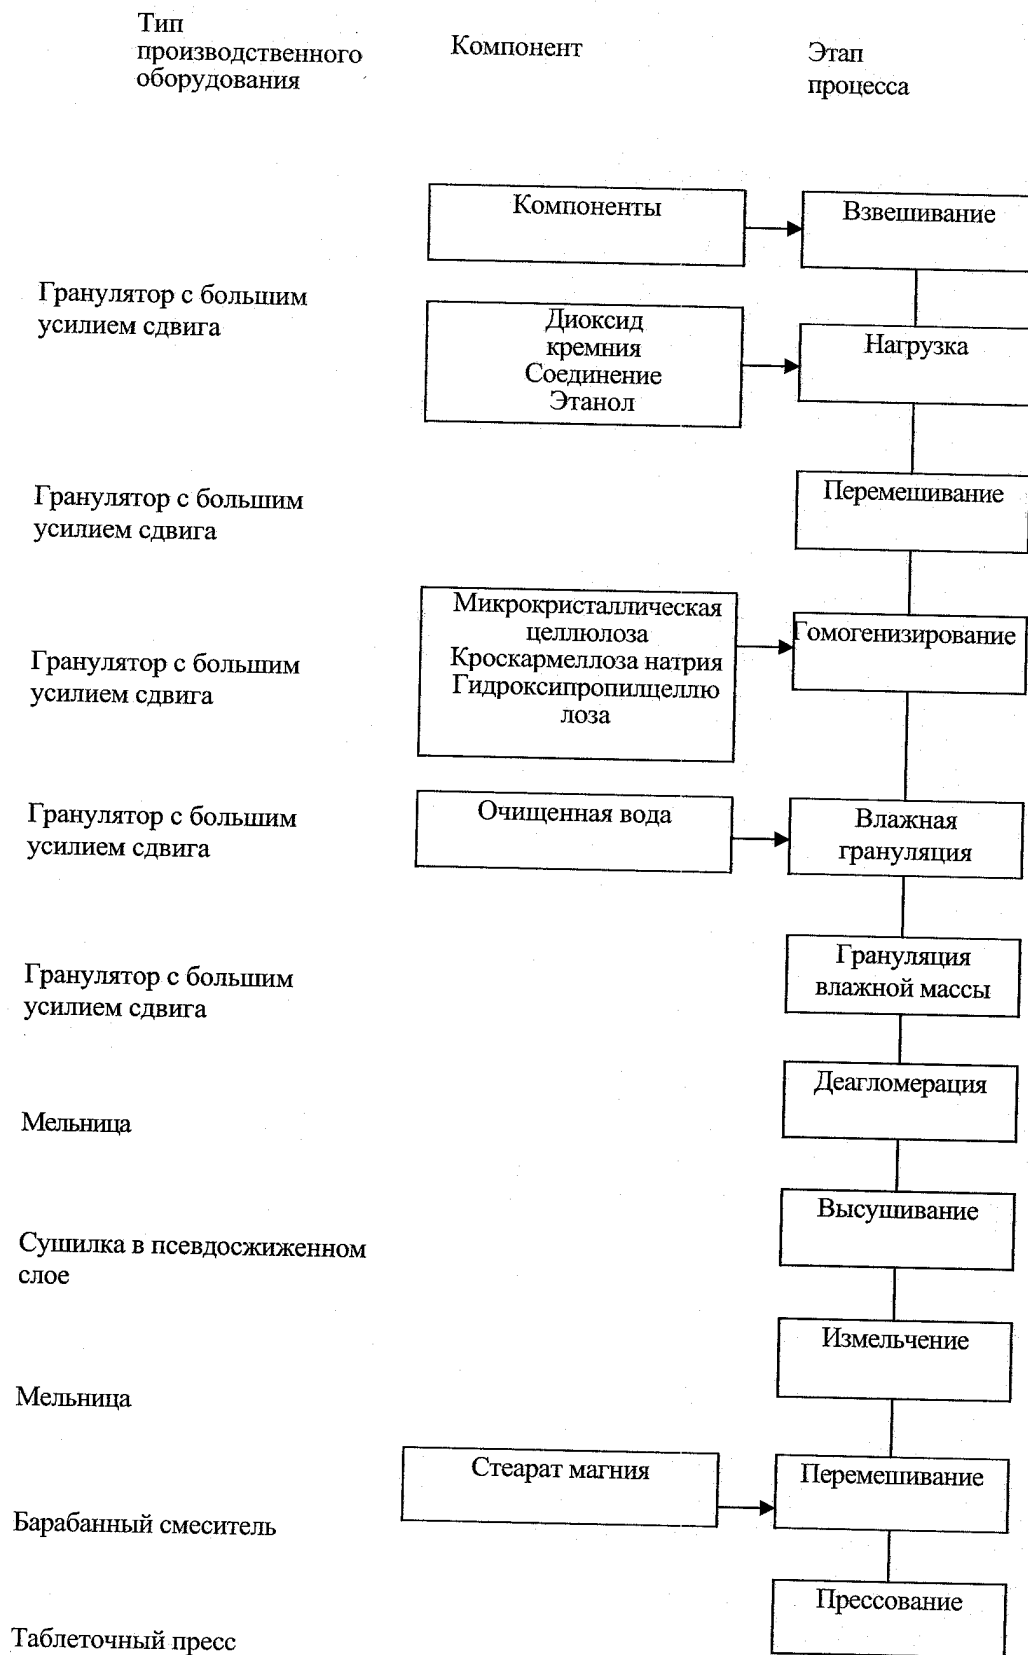 Тип
производственного
оборудования
Компонент
Этап
процесса
Компоненты
Взвешивание
Гранулятор с большим
усилием сдвига
Диоксид
кремния
Соединение
Этанол
Нагрузка
Гранулятор с большим
усилием сдвига
Перемешивание
Гранулятор с большим
усилием сдвига
Микрокристаллическая
целлюлоза
Кроскармеллоза натрия
Гидроксипропилцеллю
лоза
Гомогенизирование
Гранулятор с большим
усилием сдвига
Очищенная вода
Влажная
грануляция
Гранулятор с большим
усилием сдвига
Грануляция
влажной массы
Деагломерация
Мельница
Высушивание
Сушилка в псевдосжиженном
слое
Измельчение
Мельница
Стеарат магния
Перемешивание
Барабанный смеситель
Прессование
Таблеточный пресс